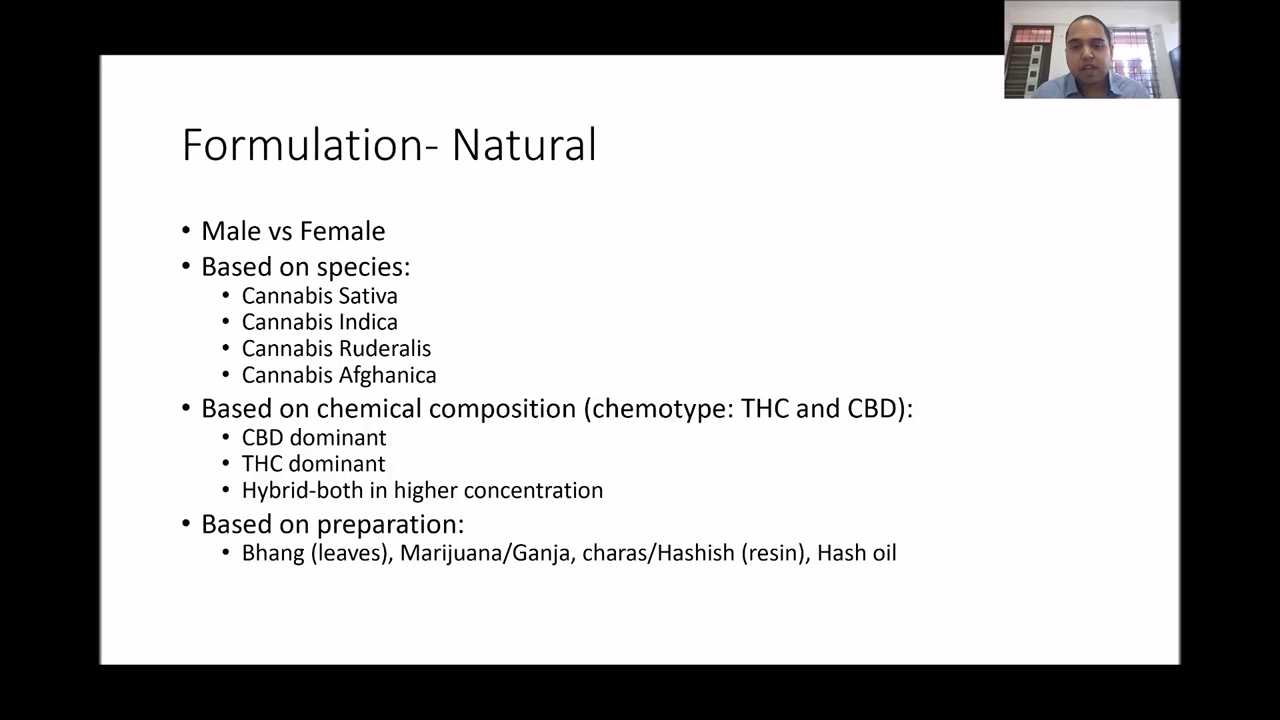 Formulation- Natural
• Male vs Female
• Based on species:
• Cannabis Sativa
• Cannabis Indica
• Cannabis Ruderalis
• Cannabis Afghanica
• Based on chemical composition (chemotype: THC and CBD):
• CBD dominant
• THC dominant
• Hybrid-both in higher concentration
• Based on preparation:
• Bhang (leaves), Marijuana/Ganja, charas/Hashish (resin), Hash oil